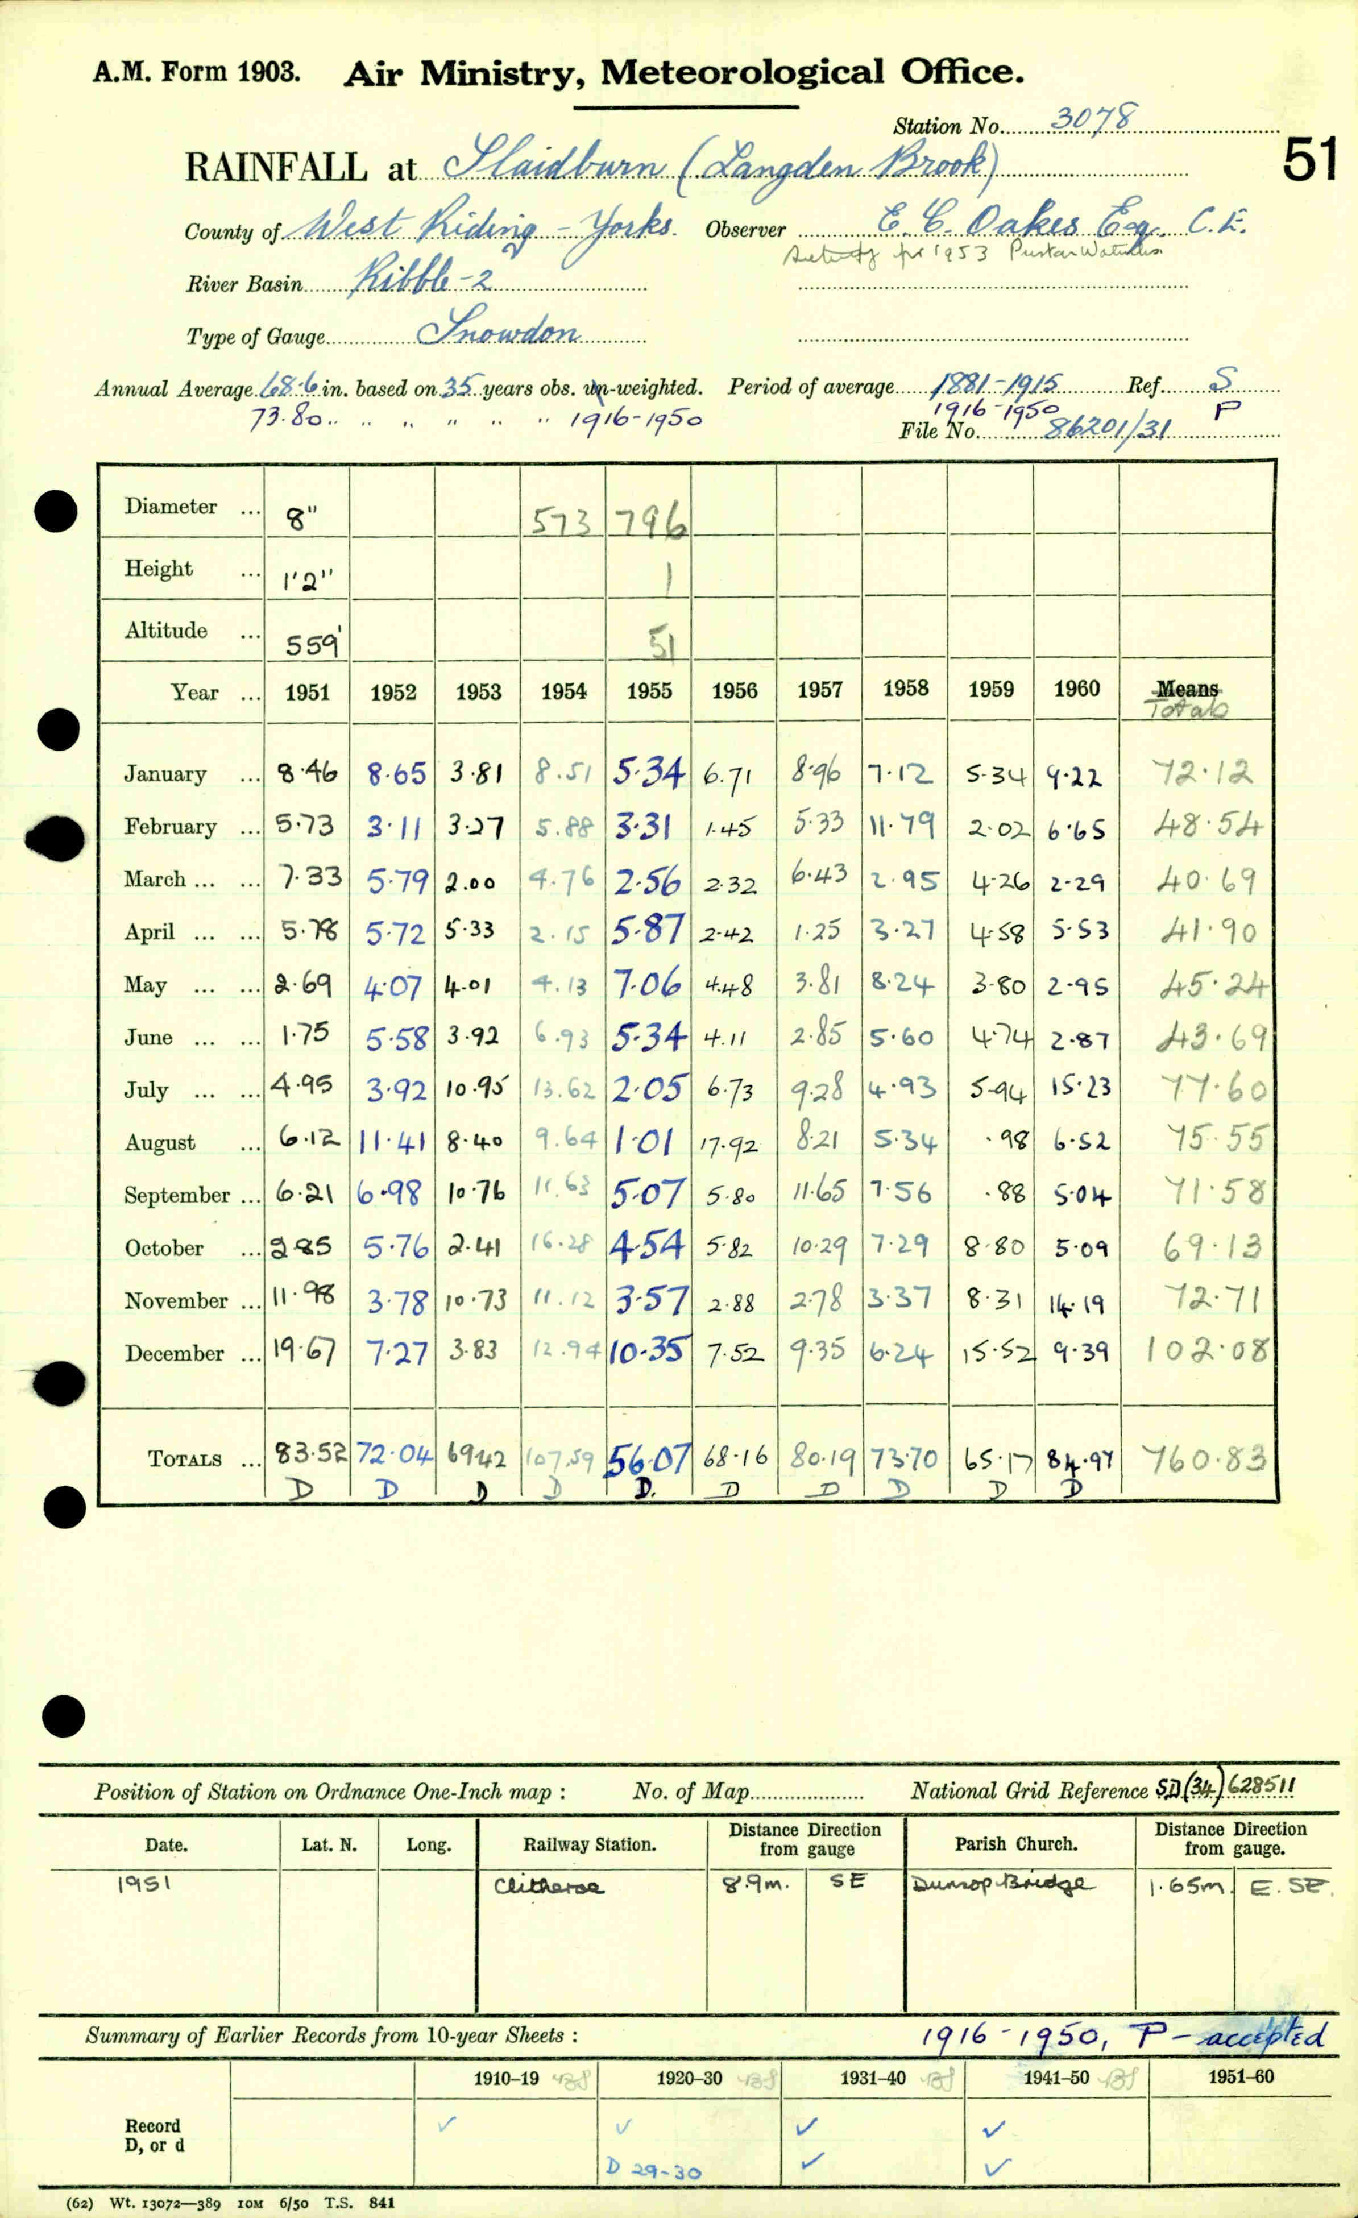 A.M. Form 1903. Air Ministry, Meteorological Office.
Station No. 3078
51
RAINFALL at Slaidburn (Langden Brook)
County of West Riding - Yorks. Observer E. C. Oakes Esq. C.E.
for 1953
River Basin Ribble-2
Type of Gauge Snowdon
Annual Average 68.6 in. based on 35 years obs. un-weighted. Period of average 1881-1915 Ref. S
73.80 " " " " " " 1916-1950 1916-1950 P
File No. 86201/31
Diameter ... 8" 573 796
Height ... 1'2" 1
Altitude ... 559' 51
Year ... 1951 1952 1953 1954 1955 1956 1957 1958 1959 1960 Means
Totals
January ... 8.46 8.65 3.81 8.51 5.34 6.71 8.96 7.12 5.34 9.22 72.12
February ... 5.73 3.11 3.27 5.88 3.31 1.45 5.33 11.79 2.02 6.65 48.54
March ... ... 7.33 5.79 2.00 4.76 2.56 2.32 6.43 2.95 4.26 2.29 40.69
April ... ... 5.78 5.72 5.33 2.15 5.87 2.42 1.25 3.27 4.58 5.53 41.90
May ... ... 2.69 4.07 4.01 4.13 7.06 4.48 3.81 8.24 3.80 2.95 45.24
June ... ... 1.75 5.58 3.92 6.93 5.34 4.11 2.85 5.60 4.74 2.87 43.69
July ... ... 4.95 3.92 10.95 13.62 2.05 6.73 9.28 4.93 5.94 15.23 77.60
August ... 6.12 11.41 8.40 9.64 1.01 17.92 8.21 5.34 .98 6.52 75.55
September ... 6.21 6.98 10.76 11.63 5.07 5.80 11.65 7.56 .88 5.04 71.58
October ... 2.85 5.76 2.41 16.28 4.54 5.82 10.29 7.29 8.80 5.09 69.13
November ... 11.98 3.78 10.73 11.12 3.57 2.88 2.78 3.37 8.31 14.19 72.71
December ... 19.67 7.27 3.83 12.94 10.35 7.52 9.35 6.24 15.52 9.39 102.08
TOTALS ... 83.52 72.04 69.42 107.59 56.07 68.16 80.19 73.70 65.17 84.97 760.83
D D D D D. D D D D D
Position of Station on Ordnance One-Inch map : No. of Map National Grid Reference SD(34)628511
Date. Lat. N. Long. Railway Station. Distance from Direction gauge Parish Church. Distance from Direction gauge.
1951 Clitheroe 8.9m. SE Dunsop Bridge 1.65m. E. SE.
Summary of Earlier Records from 10-year Sheets : 1916-1950, P - accepted
1910-19 1920-30 1931-40 1941-50 1951-60
Record ✓ ✓ ✓ ✓
D, or d
D 29-30 ✓ ✓
(62) Wt. 13072—389 10M 6/50 T.S. 841